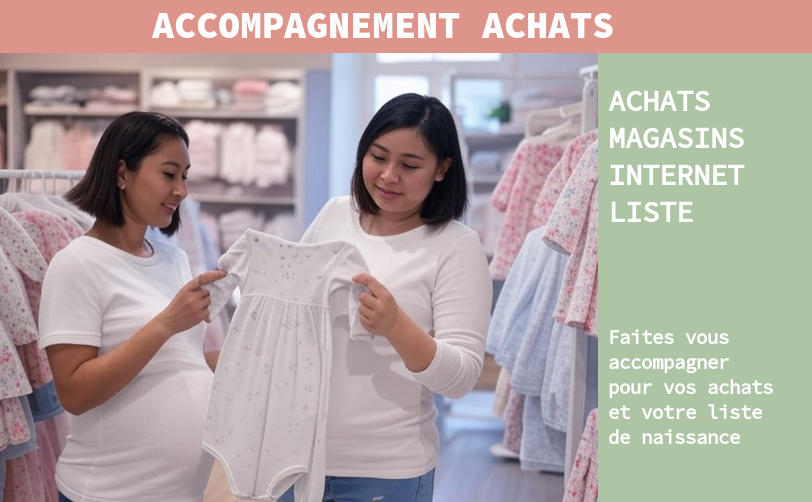 ACCOMPAGNEMENT ACHATS
ACHATS
MAGASINS
INTERNET
LISTE
Faites vous
accompagner
pour vos achats
et votre liste
de naissance